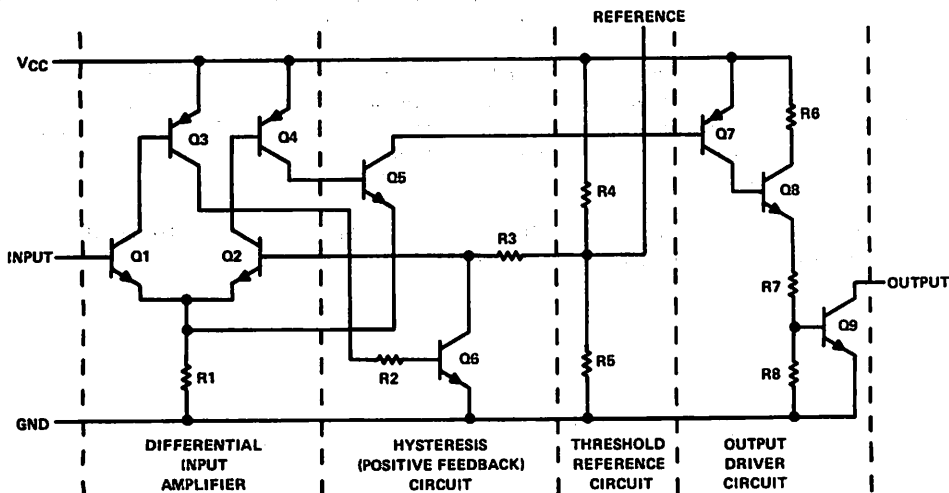 REFERENCE
VCC
Q3
Q4
Q5
Q7
R6
Q8
R4
INPUT
Q1
Q2
R3
R7
OUTPUT
Q9
R1
R2
Q6
R5
R8
GND
DIFFERENTIAL
INPUT
AMPLIFIER
HYSTERESIS
(POSITIVE FEEDBACK)
CIRCUIT
THRESHOLD
REFERENCE
CIRCUIT
OUTPUT
DRIVER
CIRCUIT